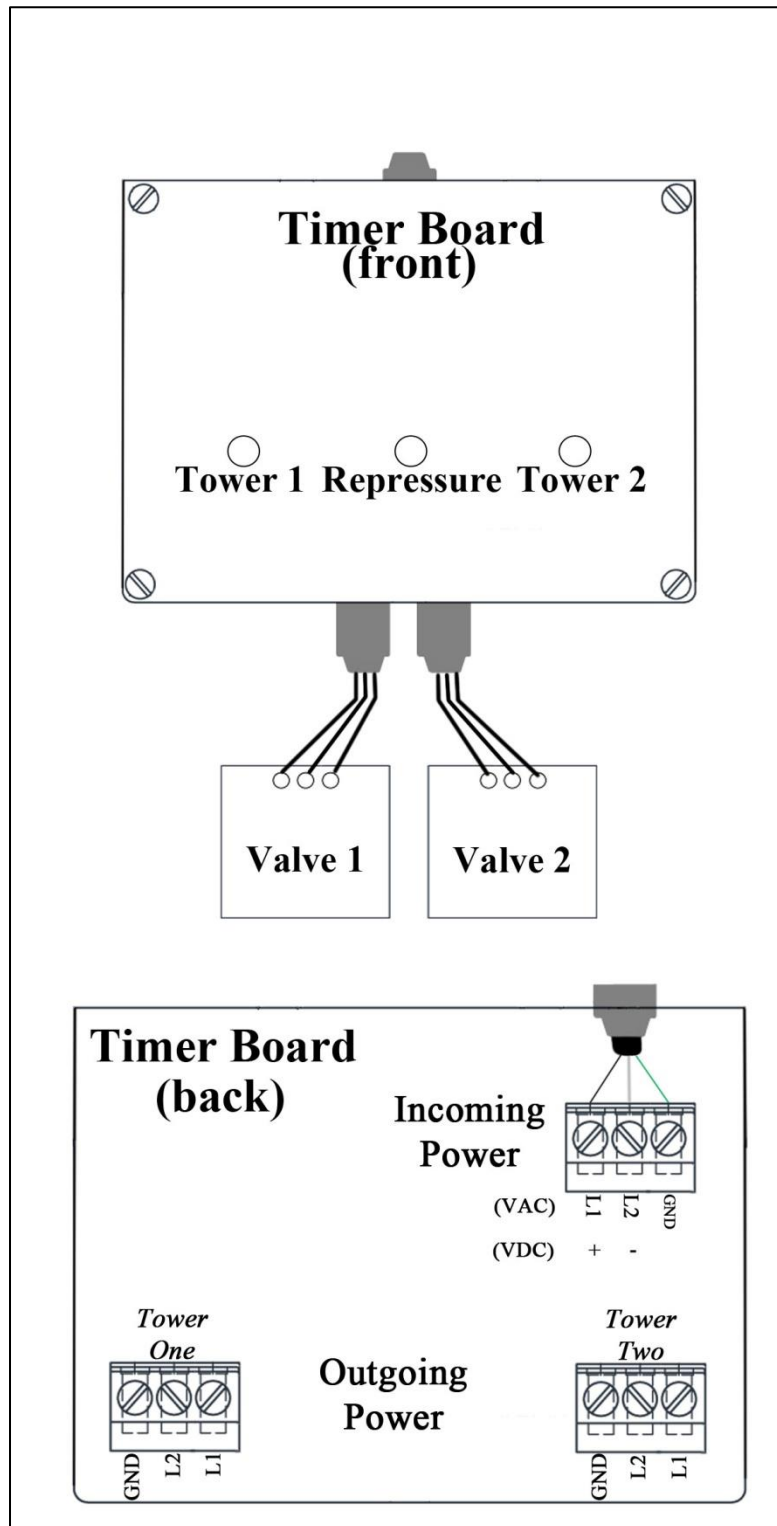 Timer Board
(front)
Tower 1 Repressure Tower 2
Valve 1 Valve 2
Timer Board
(back)
Incoming
Power
(VAC) L1 L2 GND
(VDC) + -
Tower
One
Tower
Two
Outgoing
Power
GND L2 L1
GND L2 L1